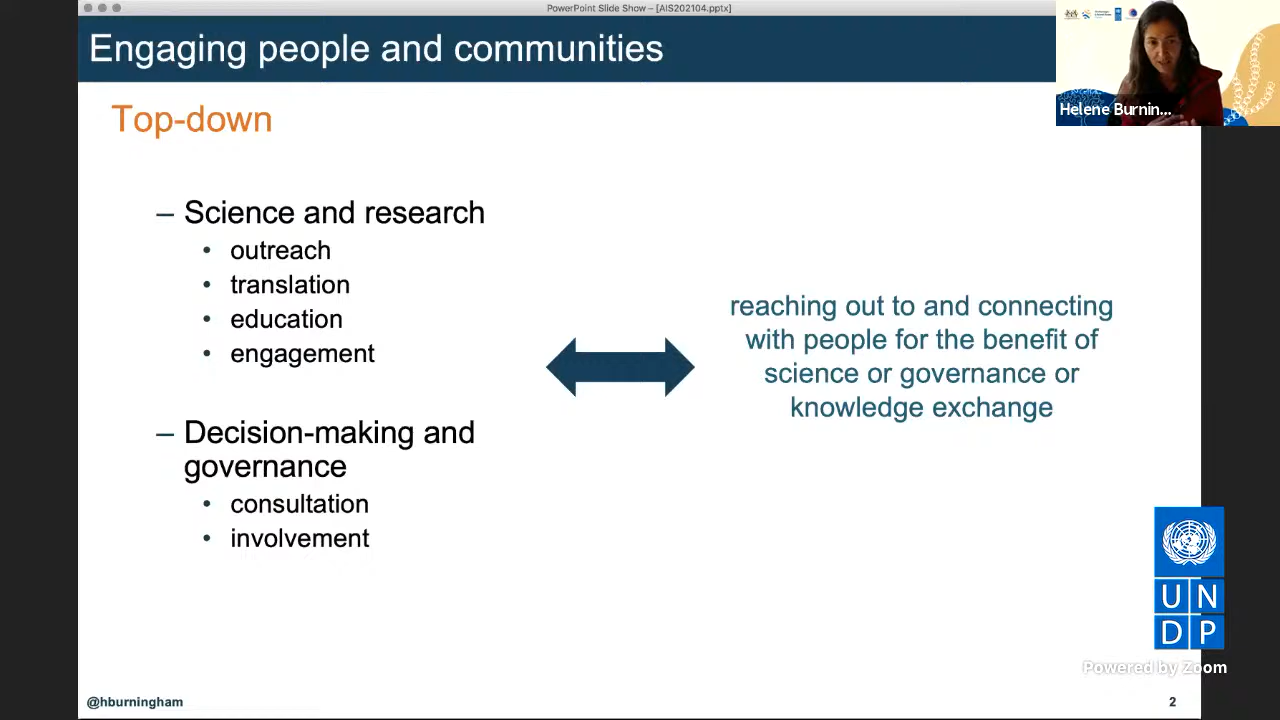 PowerPoint Slide Show – [AIS202104.pptx]
Engaging people and communities
Helene Burnin...
Top-down
– Science and research
• outreach
• translation
• education
• engagement
reaching out to and connecting
with people for the benefit of
science or governance or
knowledge exchange
– Decision-making and
governance
• consultation
• involvement
U N
D P
Powered by Zoom
@hburningham
2